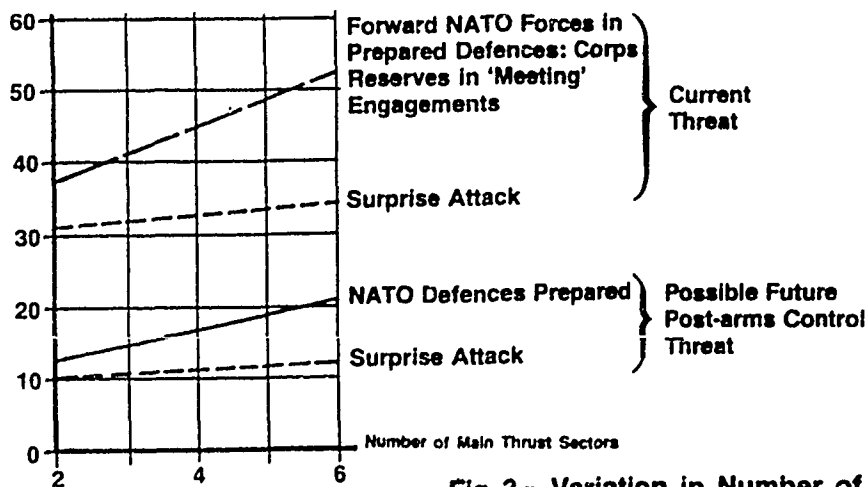 60
50
40
30
20
10
0
2
4
6
Forward NATO Forces in
Prepared Defences: Corps
Reserves in 'Meeting'
Engagements
Current
Threat
Surprise Attack
NATO Defences Prepared
Possible Future
Post-arms Control
Threat
Surprise Attack
Number of Main Thrust Sectors
Variation in Number of